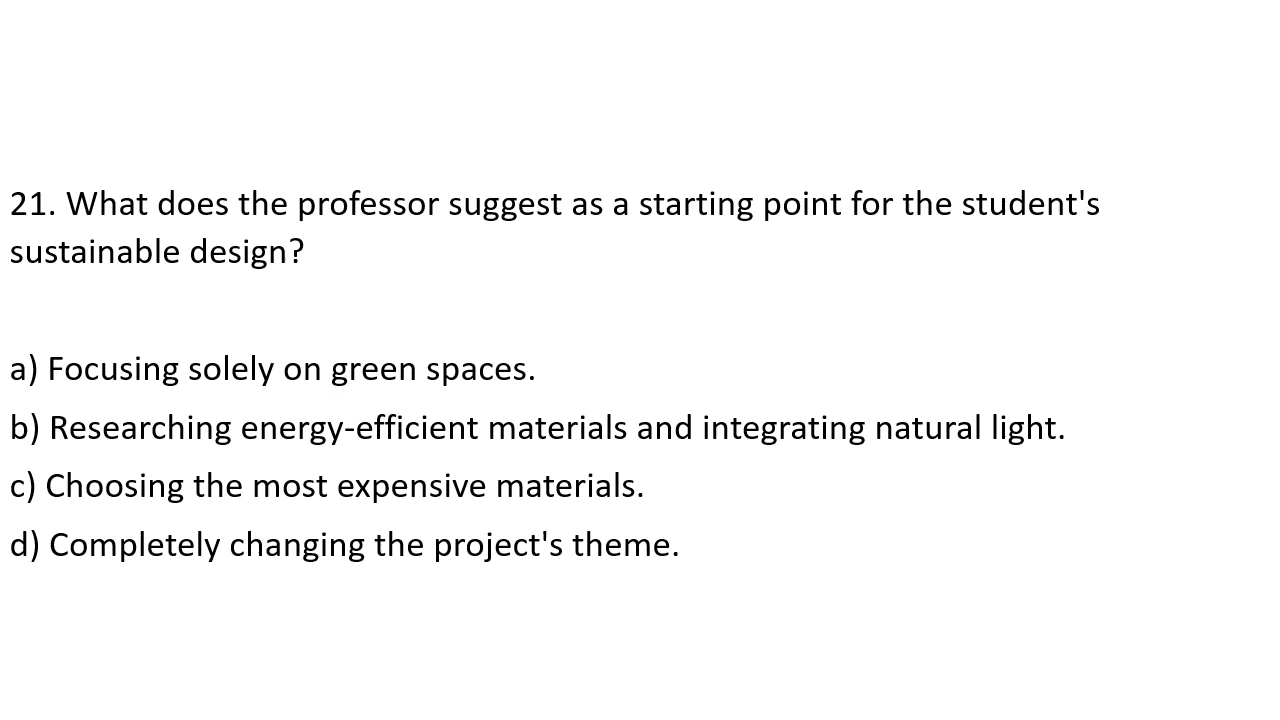 21. What does the professor suggest as a starting point for the student's
sustainable design?
a) Focusing solely on green spaces.
b) Researching energy-efficient materials and integrating natural light.
c) Choosing the most expensive materials.
d) Completely changing the project's theme.